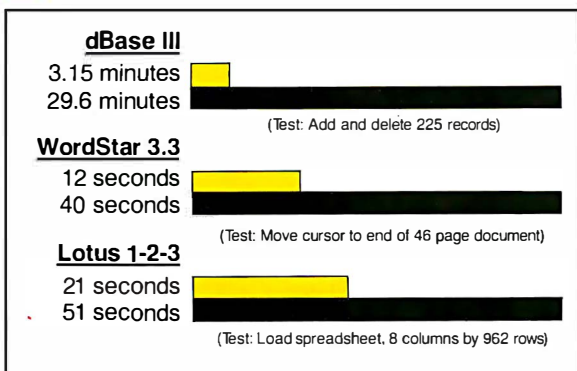 dBase III
3.15 minutes
29.6 minutes
(Test: Add and delete 225 records)
WordStar 3.3
12 seconds
40 seconds
(Test: Move cursor to end of 46 page document)
Lotus 1-2-3
21 seconds
51 seconds
(Test: Load spreadsheet, 8 columns by 962 rows)